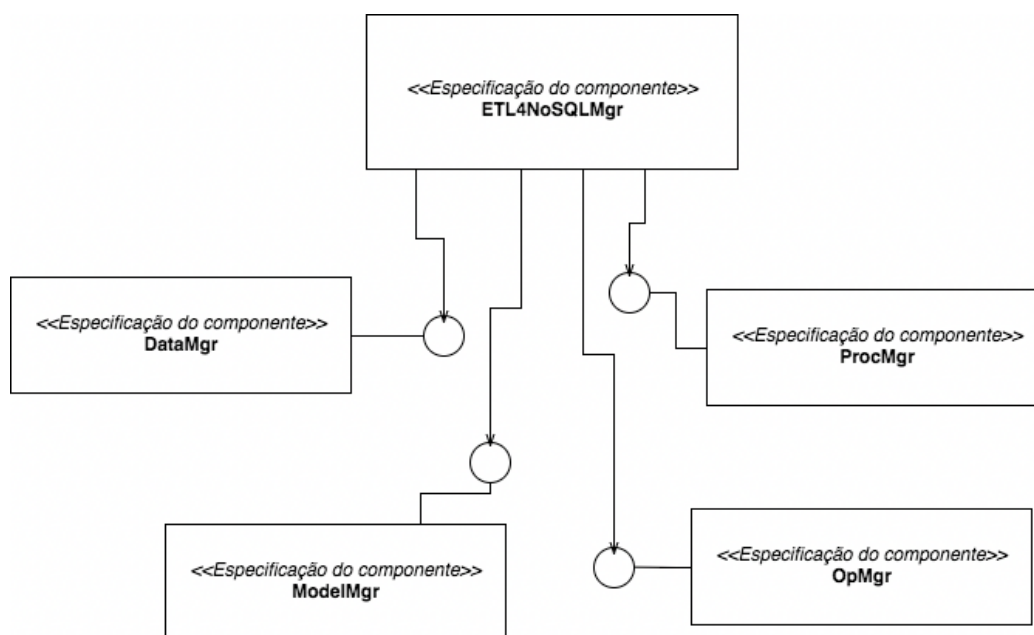 <<Especificação do componente>>
ETL4NoSQLMgr
<<Especificação do componente>>
DataMgr
<<Especificação do componente>>
ProcMgr
<<Especificação do componente>>
ModelMgr
<<Especificação do componente>>
OpMgr